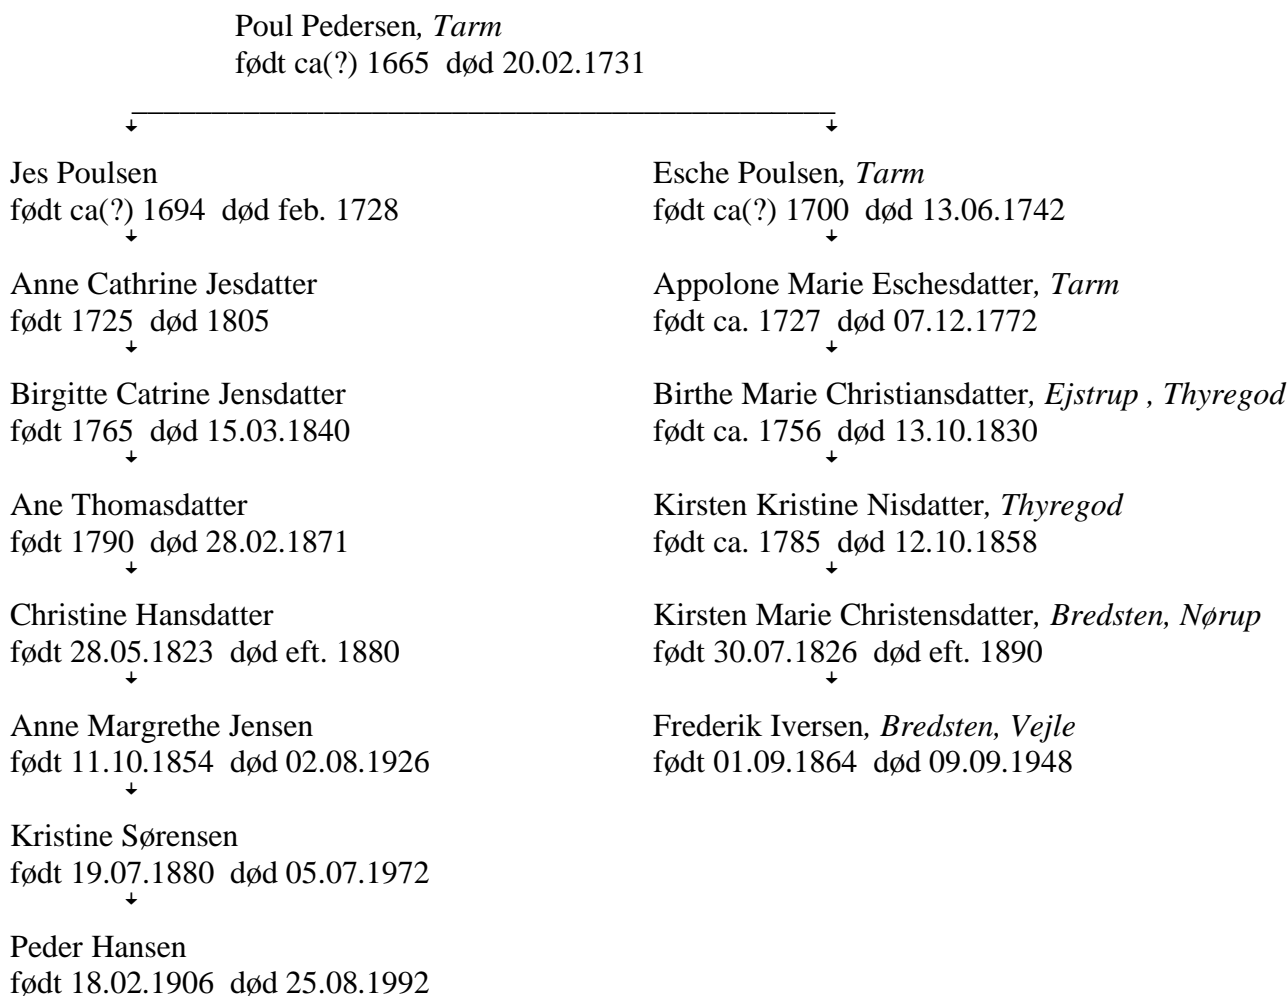 Poul Pedersen, Tarm
født ca(?) 1665 død 20.02.1731
Jes Poulsen
født ca(?) 1694 død feb. 1728
Esche Poulsen, Tarm
født ca(?) 1700 død 13.06.1742
Anne Cathrine Jesdatter
født 1725 død 1805
Appolone Marie Eschesdatter, Tarm
født ca. 1727 død 07.12.1772
Birgitte Catrine Jensdatter
født 1765 død 15.03.1840
Birthe Marie Christiansdatter, Ejstrup , Thyregod
født ca. 1756 død 13.10.1830
Ane Thomasdatter
født 1790 død 28.02.1871
Kirsten Kristine Nisdatter, Thyregod
født ca. 1785 død 12.10.1858
Christine Hansdatter
født 28.05.1823 død eft. 1880
Kirsten Marie Christensdatter, Bredsten, Nørup
født 30.07.1826 død eft. 1890
Anne Margrethe Jensen
født 11.10.1854 død 02.08.1926
Frederik Iversen, Bredsten, Vejle
født 01.09.1864 død 09.09.1948
Kristine Sørensen
født 19.07.1880 død 05.07.1972
Peder Hansen
født 18.02.1906 død 25.08.1992